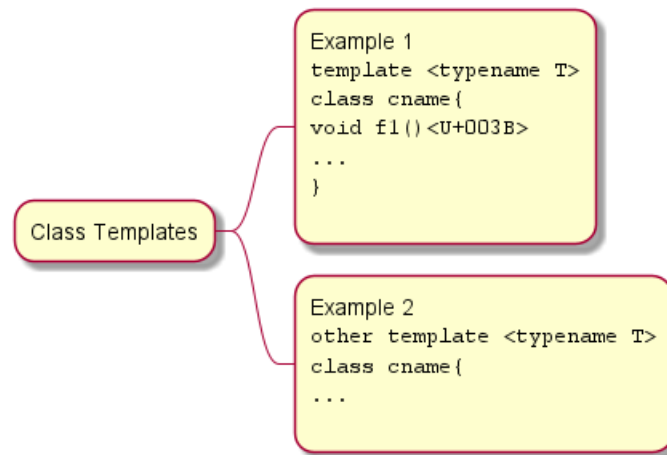 Class Templates
Example 1
template <typename T>
class cname{
void f1()<U+003B>
...
}
Example 2
other template <typename T>
class cname{
...